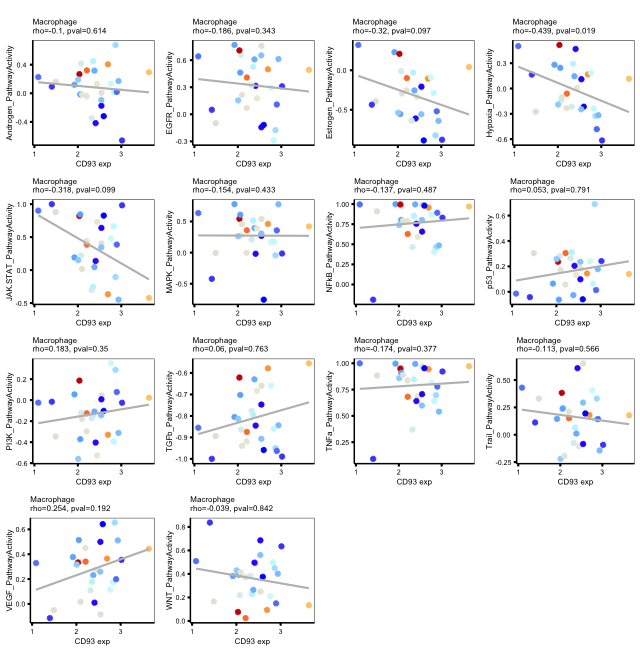 Macrophage
rho=-0.1, pval=0.614
Androgen_PathwayActivity
0.4
0.0
-0.4
1
2
3
CD93 exp
Macrophage
rho=-0.186, pval=0.343
EGFR_PathwayActivity
0.6
0.3
0.0
-0.3
1
2
3
CD93 exp
Macrophage
rho=-0.32, pval=0.097
Estrogen_PathwayActivity
0.0
-0.5
1
2
3
CD93 exp
Macrophage
rho=-0.439, pval=0.019
Hypoxia_PathwayActivity
0.3
0.0
-0.3
-0.6
1
2
3
CD93 exp
Macrophage
rho=-0.318, pval=0.099
JAK.STAT_PathwayActivity
1.0
0.5
0.0
-0.5
1
2
3
CD93 exp
Macrophage
rho=-0.154, pval=0.433
MAPK_PathwayActivity
0.5
0.0
-0.5
1
2
3
CD93 exp
Macrophage
rho=-0.137, pval=0.487
NFkB_PathwayActivity
1.00
0.75
0.50
0.25
0.00
1
2
3
CD93 exp
Macrophage
rho=0.053, pval=0.791
p53_PathwayActivity
0.6
0.4
0.2
0.0
1
2
3
CD93 exp
Macrophage
rho=0.183, pval=0.35
PI3K_PathwayActivity
0.2
0.0
-0.2
-0.4
-0.6
1
2
3
CD93 exp
Macrophage
rho=0.06, pval=0.763
TGFb_PathwayActivity
-0.6
-0.7
-0.8
-0.9
-1.0
1
2
3
CD93 exp
Macrophage
rho=-0.174, pval=0.377
TNFa_PathwayActivity
1.00
0.75
0.50
0.25
1
2
3
CD93 exp
Macrophage
rho=-0.113, pval=0.566
Trail_PathwayActivity
0.50
0.25
0.00
-0.25
1
2
3
CD93 exp
Macrophage
rho=0.254, pval=0.192
VEGF_PathwayActivity
0.6
0.4
0.2
0.0
1
2
3
CD93 exp
Macrophage
rho=-0.039, pval=0.842
WNT_PathwayActivity
0.8
0.6
0.4
0.2
0.0
1
2
3
CD93 exp